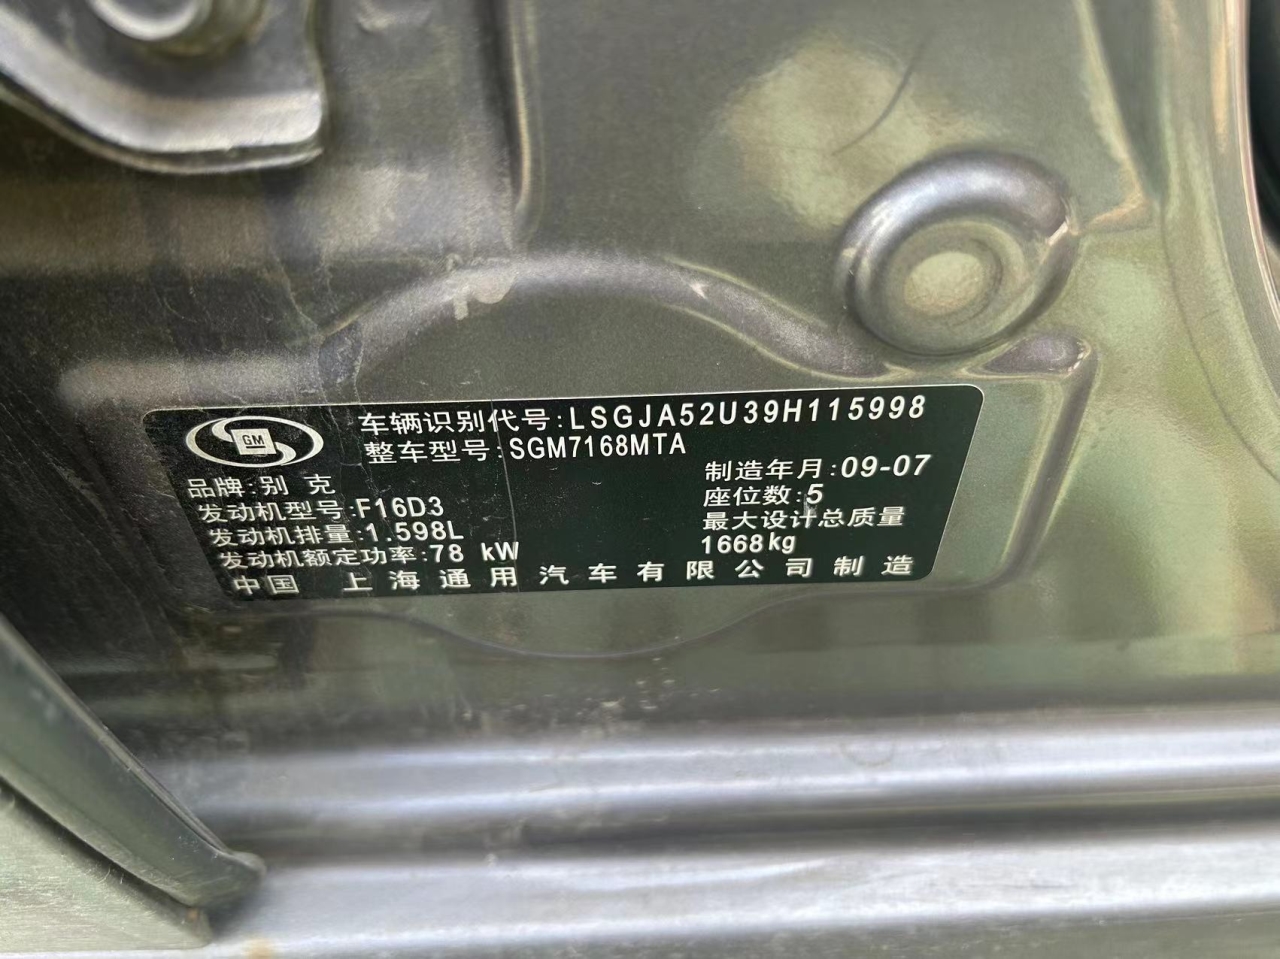 GM
车辆识别代号:LSGJA52U39H115998
整车型号:SGM7168MTA
制造年月:09-07
品牌:别克
座位数:5
发动机型号:F16D3
最大设计总质量
发动机排量:1.598L
1668kg
发动机额定功率:78 kW
中国 上海通用汽车有限公司制造